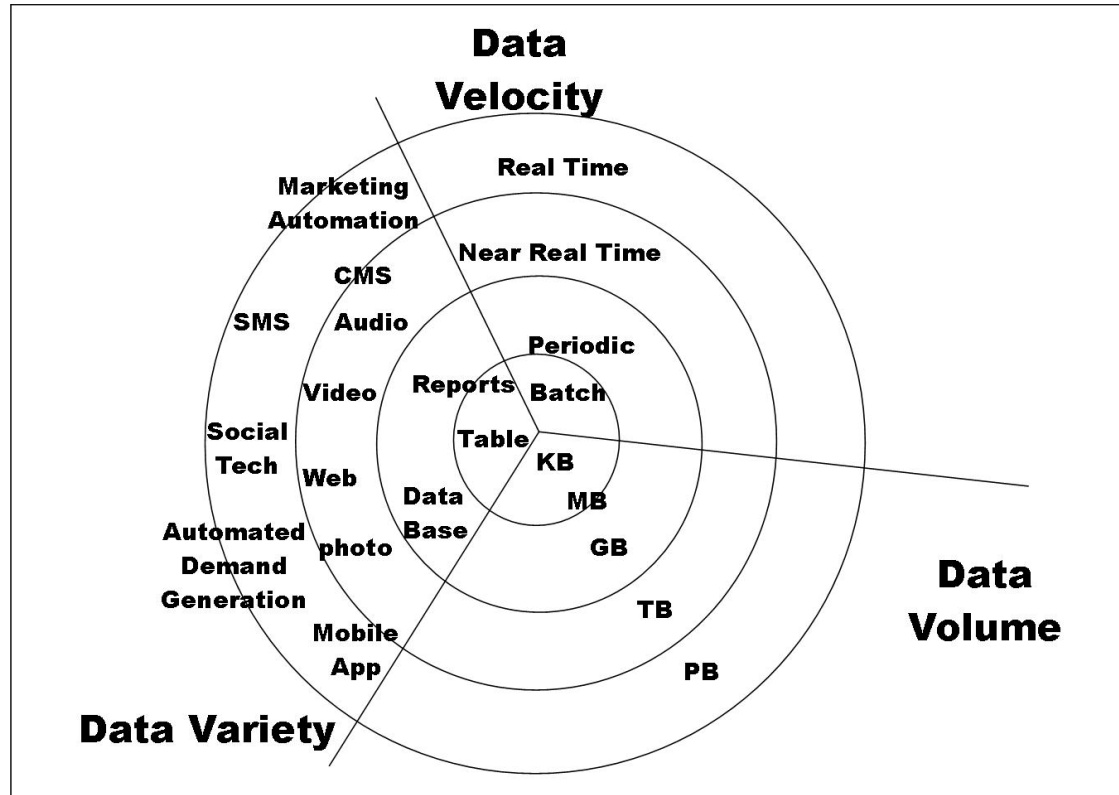 Data
Velocity
Real Time
Marketing
Automation
Near Real Time
CMS
SMS
Audio
Periodic
Reports
Batch
Video
Social
Tech
Table
KB
Web
MB
Data
Base
Automated
Demand
Generation
photo
GB
Data
Volume
TB
Mobile
App
PB
Data Variety